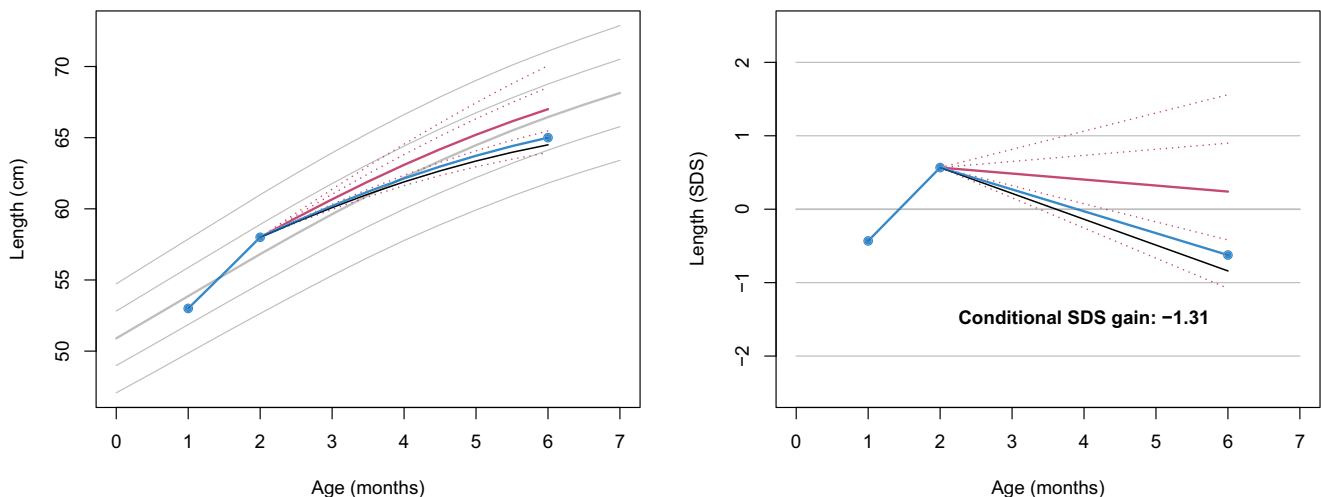 Length (cm)
70
65
60
55
50
0 1 2 3 4 5 6 7
Age (months)
Length (SDS)
2
1
0
−1
−2
Conditional SDS gain: −1.31
0 1 2 3 4 5 6 7
Age (months)